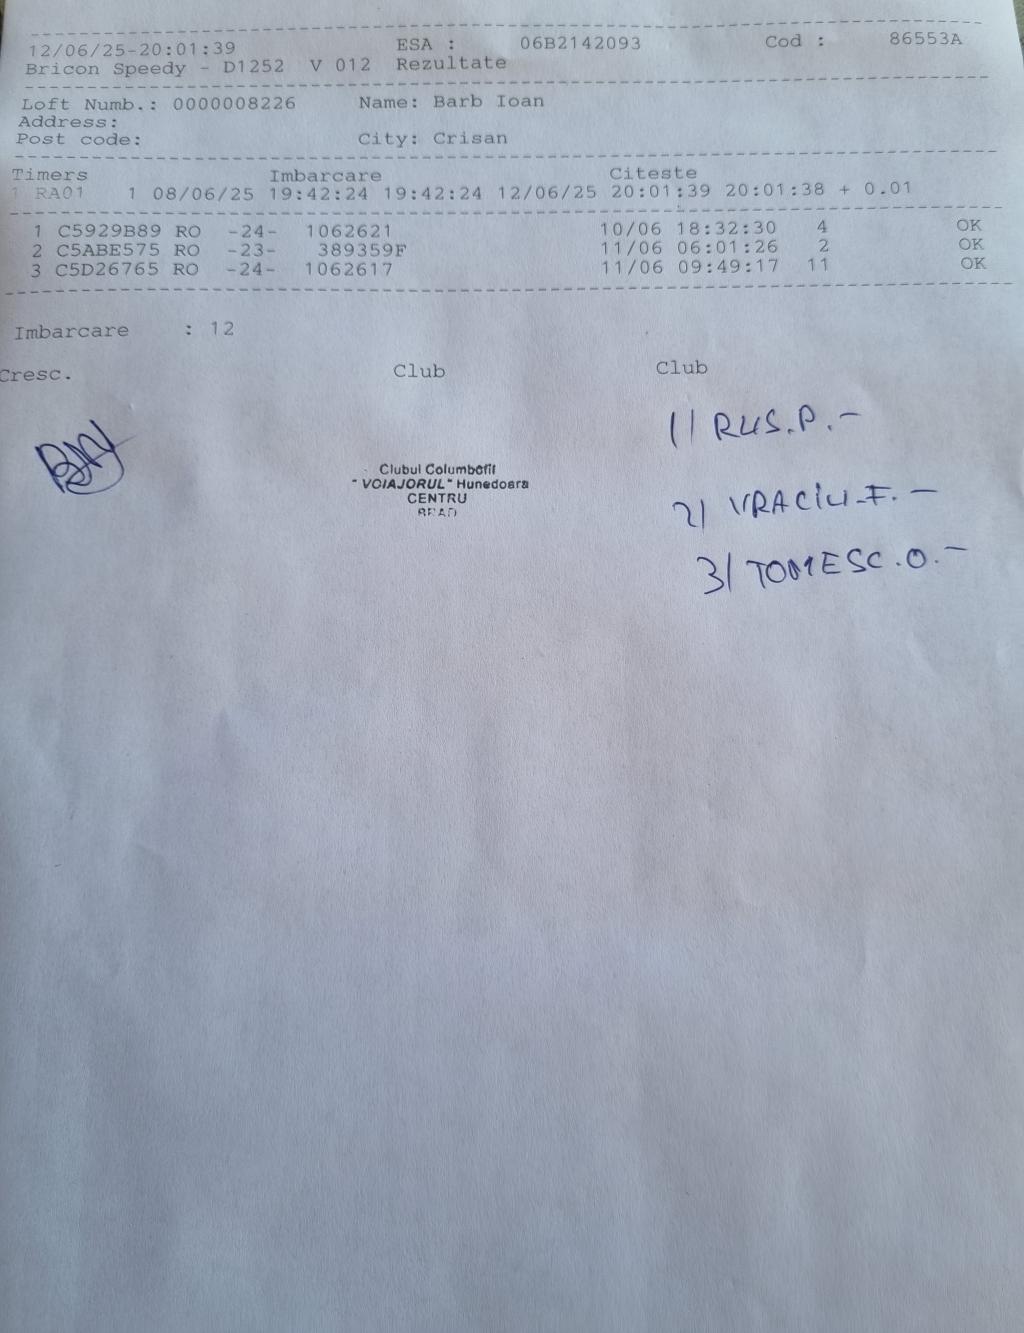 12/06/25-20:01:39 ESA : 06B2142093 Cod : 86553A
Bricon Speedy - D1252 V 012 Rezultate
Loft Numb.: 0000008226 Name: Barb Ioan
Address:
Post code: City: Crisan
Timers Imbarcare Citeste
1 RA01 1 08/06/25 19:42:24 19:42:24 12/06/25 20:01:39 20:01:38 + 0.01
1 C5929B89 RO -24- 1062621 10/06 18:32:30 4 OK
2 C5ABE575 RO -23- 389359F 11/06 06:01:26 2 OK
3 C5D26765 RO -24- 1062617 11/06 09:49:17 11 OK
Imbarcare : 12
Cresc. Club Club
1) RUS.P.-
Clubul Columbofil
"VOIAJORUL" Hunedoara
CENTRU
BRAD
2) VRACIU.F.-
3) TOMESC.O.-